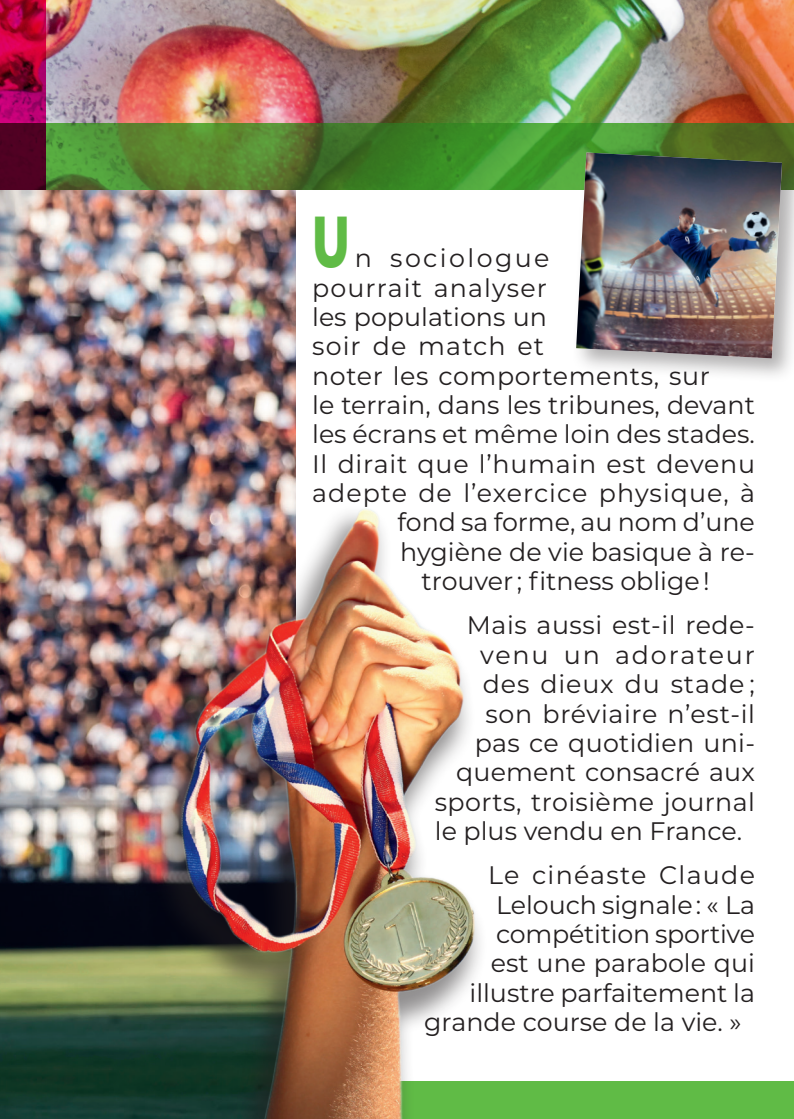 Un sociologue
pourrait analyser
les populations un
soir de match et
noter les comportements, sur
le terrain, dans les tribunes, devant
les écrans et même loin des stades.
Il dirait que l’humain est devenu
adepte de l’exercice physique, à
fond sa forme, au nom d’une
hygiène de vie basique à re-
trouver ; fitness oblige !
Mais aussi est-il rede-
venu un adorateur
des dieux du stade ;
son bréviaire n’est-il
pas ce quotidien uni-
quement consacré aux
sports, troisième journal
le plus vendu en France.
Le cinéaste Claude
Lelouch signale : « La
compétition sportive
est une parabole qui
illustre parfaitement la
grande course de la vie. »
9
1